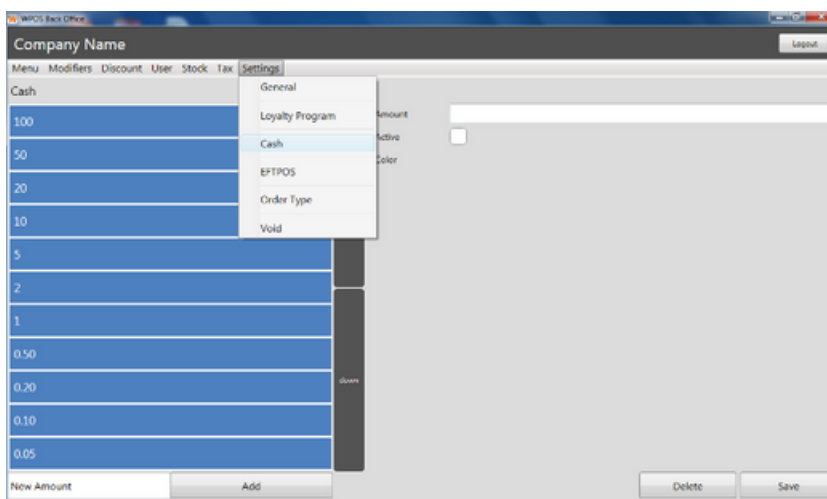 WPOS Back Office
Company Name
Logout
Menu Modifiers Discount User Stock Tax Settings
Cash
General
Loyalty Program
Cash
EFTPOS
Order Type
Void
100
50
20
10
5
2
1
0.50
0.20
0.10
0.05
Amount
Active
Color
down
New Amount
Add
Delete
Save